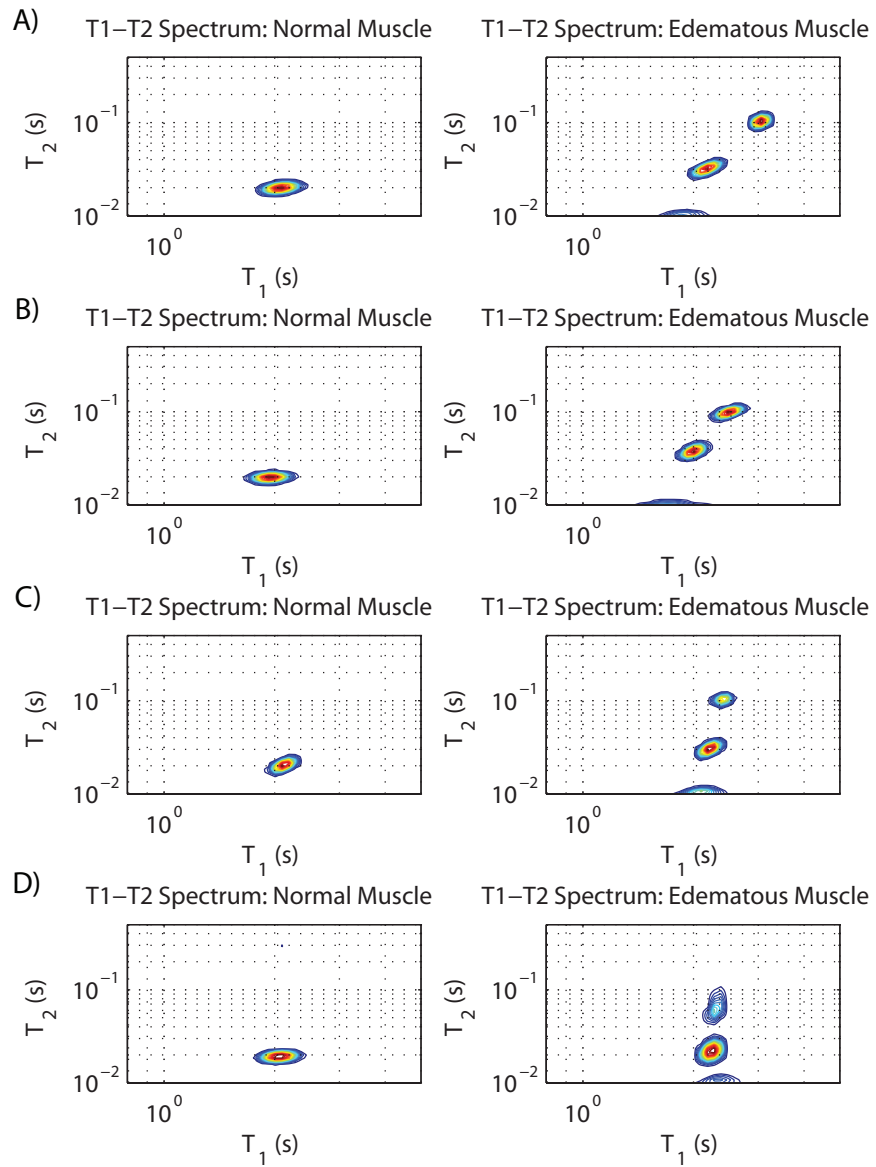 A)
T1−T2 Spectrum: Normal Muscle
T1−T2 Spectrum: Edematous Muscle
T2 (s)
10^-1
10^-2
10^0
T1 (s)
T2 (s)
10^-1
10^-2
10^0
T1 (s)
B)
T1−T2 Spectrum: Normal Muscle
T1−T2 Spectrum: Edematous Muscle
T2 (s)
10^-1
10^-2
10^0
T1 (s)
T2 (s)
10^-1
10^-2
10^0
T1 (s)
C)
T1−T2 Spectrum: Normal Muscle
T1−T2 Spectrum: Edematous Muscle
T2 (s)
10^-1
10^-2
10^0
T1 (s)
T2 (s)
10^-1
10^-2
10^0
T1 (s)
D)
T1−T2 Spectrum: Normal Muscle
T1−T2 Spectrum: Edematous Muscle
T2 (s)
10^-1
10^-2
10^0
T1 (s)
T2 (s)
10^-1
10^-2
10^0
T1 (s)